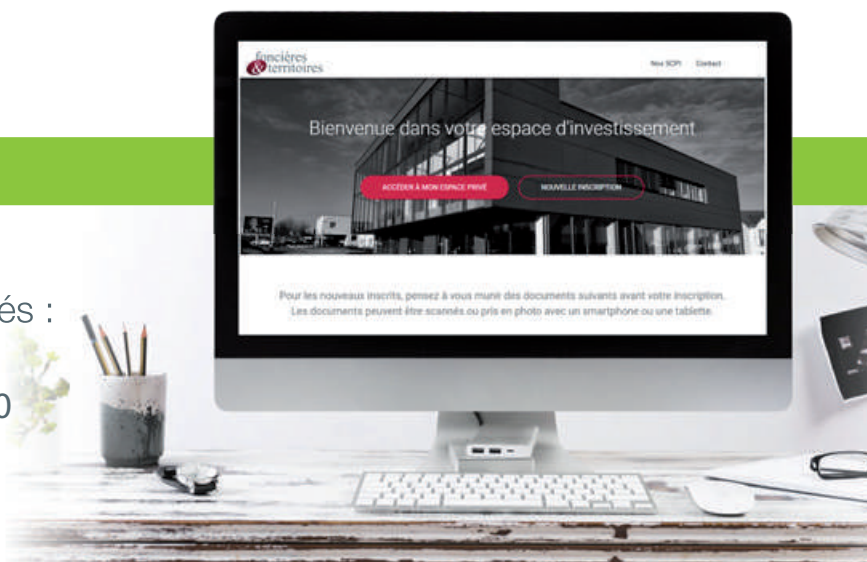 foncières
& territoires
Nos SCPI Contact
Bienvenue dans votre espace d'investissement
ACCÉDER À MON ESPACE PRIVÉ NOUVELLE INSCRIPTION
Pour les nouveaux inscrits, pensez à vous munir des documents suivants avant votre inscription.
Les documents peuvent être scannés ou pris en photo avec un smartphone ou une tablette.
és :
0